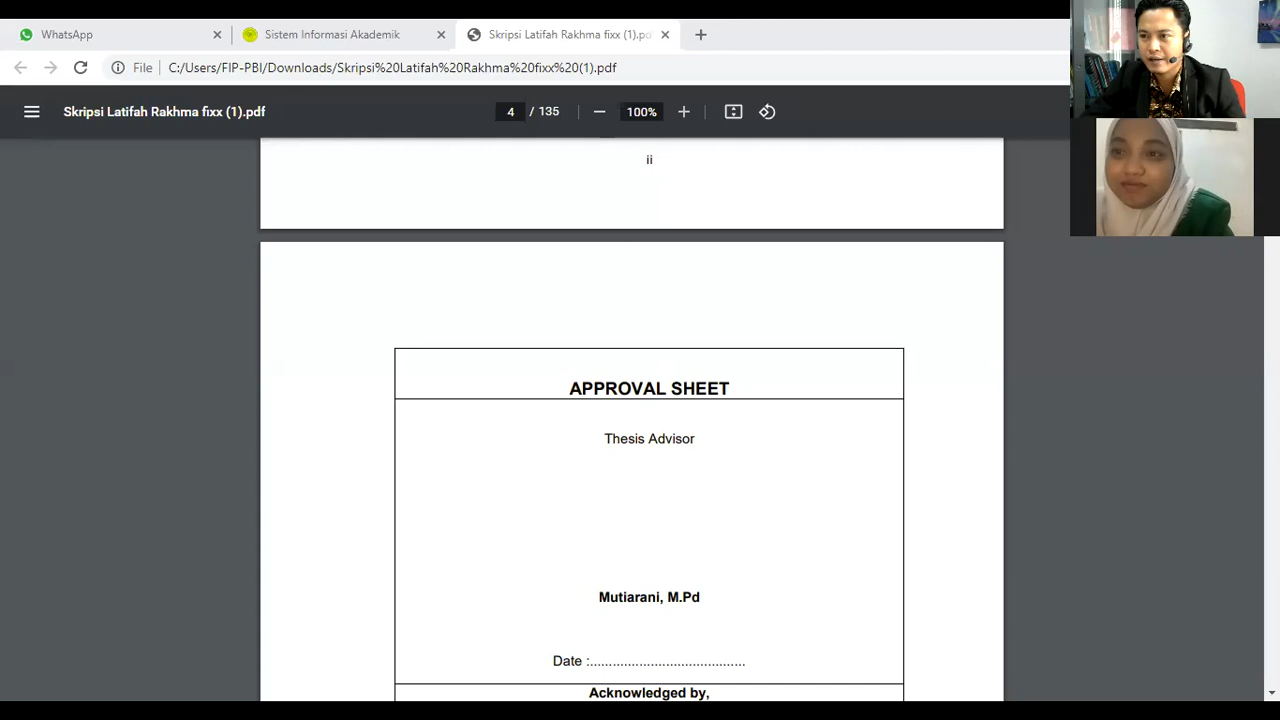 WhatsApp
Sistem Informasi Akademik
Skripsi Latifah Rakhma fixx (1).pd
File
C:/Users/FIP-PBI/Downloads/Skripsi%20Latifah%20Rakhma%20fixx%20(1).pdf
Skripsi Latifah Rakhma fixx (1).pdf
4 / 135
100%
ii
APPROVAL SHEET
Thesis Advisor
Mutiarani, M.Pd
Date :........................................
Acknowledged by,